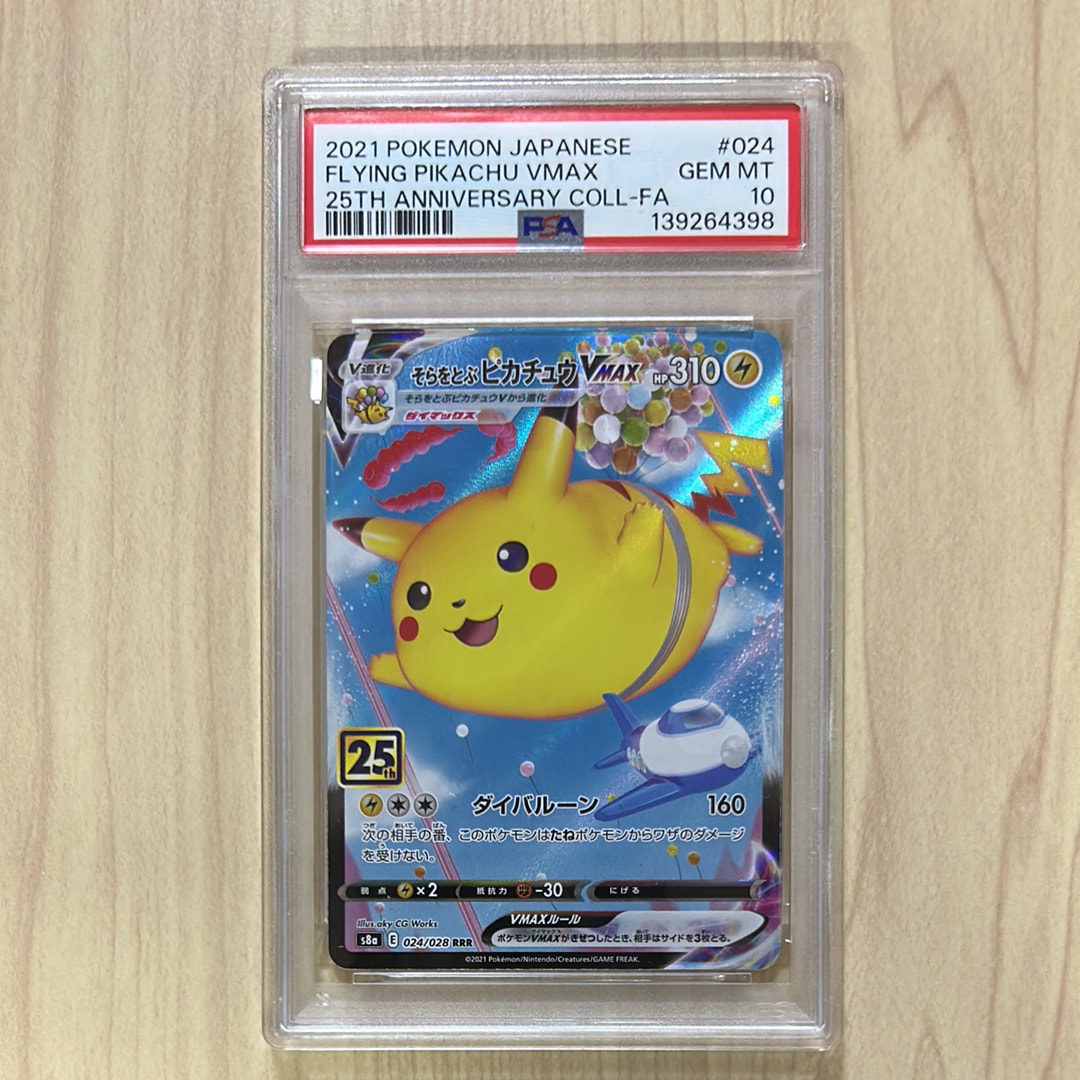 2021 POKEMON JAPANESE #024
FLYING PIKACHU VMAX GEM MT
25TH ANNIVERSARY COLL-FA 10
PSA 139264398
V進化 そらをとぶピカチュウVMAX HP310
そらをとぶピカチュウVから進化
ダイマックス
25th
ダイバルーン 160
次の相手の番、このポケモンはたねポケモンからワザのダメージ
を受けない。
弱点 ×2 抵抗力 -30 にげる
Illus.aky CG Works
VMAXルール
s8a E 024/028 RRR
ポケモンVMAXがきぜつしたとき、相手はサイドを3枚とる。
©2021 Pokémon/Nintendo/Creatures/GAME FREAK.